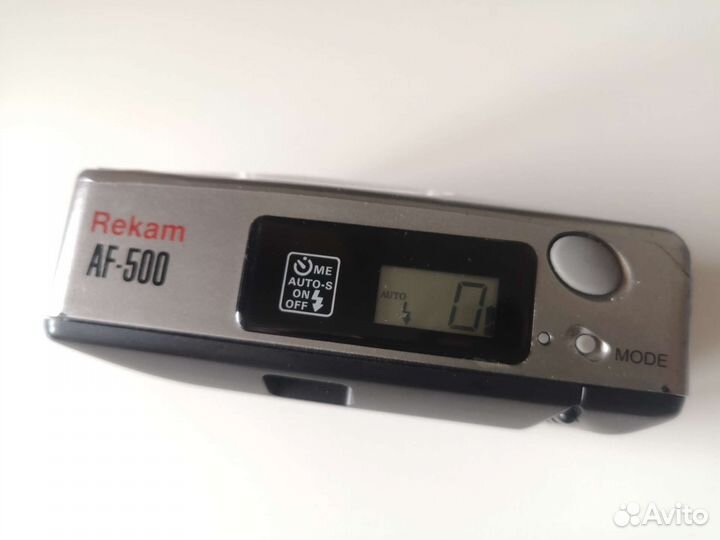 Rekam
AF-500
ME
AUTO-S
ON
OFF
AUTO
0
MODE
Avito